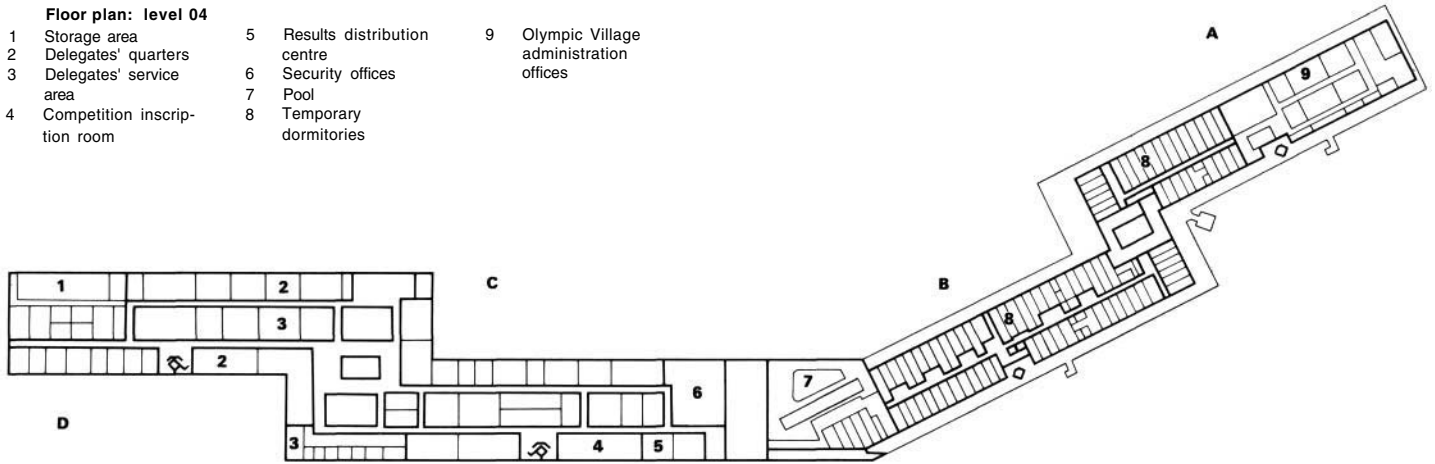 Floor plan: level 04
1 Storage area
2 Delegates' quarters
3 Delegates' service
area
4 Competition inscrip-
tion room
5 Results distribution
centre
6 Security offices
7 Pool
8 Temporary
dormitories
9 Olympic Village
administration
offices
A
9
8
B
8
C
1
2
3
2
7
6
D
3
4
5